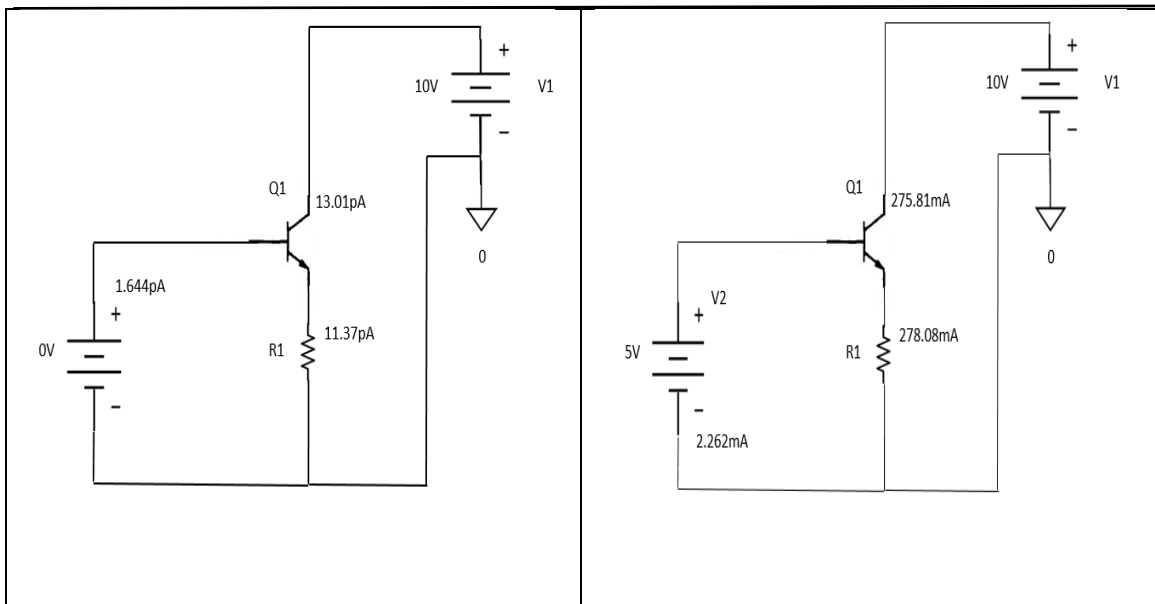 +
10V
V1
−
Q1
13.01pA
0
1.644pA
+
11.37pA
0V
R1
−
+
10V
V1
−
Q1
275.81mA
0
V2
+
278.08mA
5V
R1
−
2.262mA